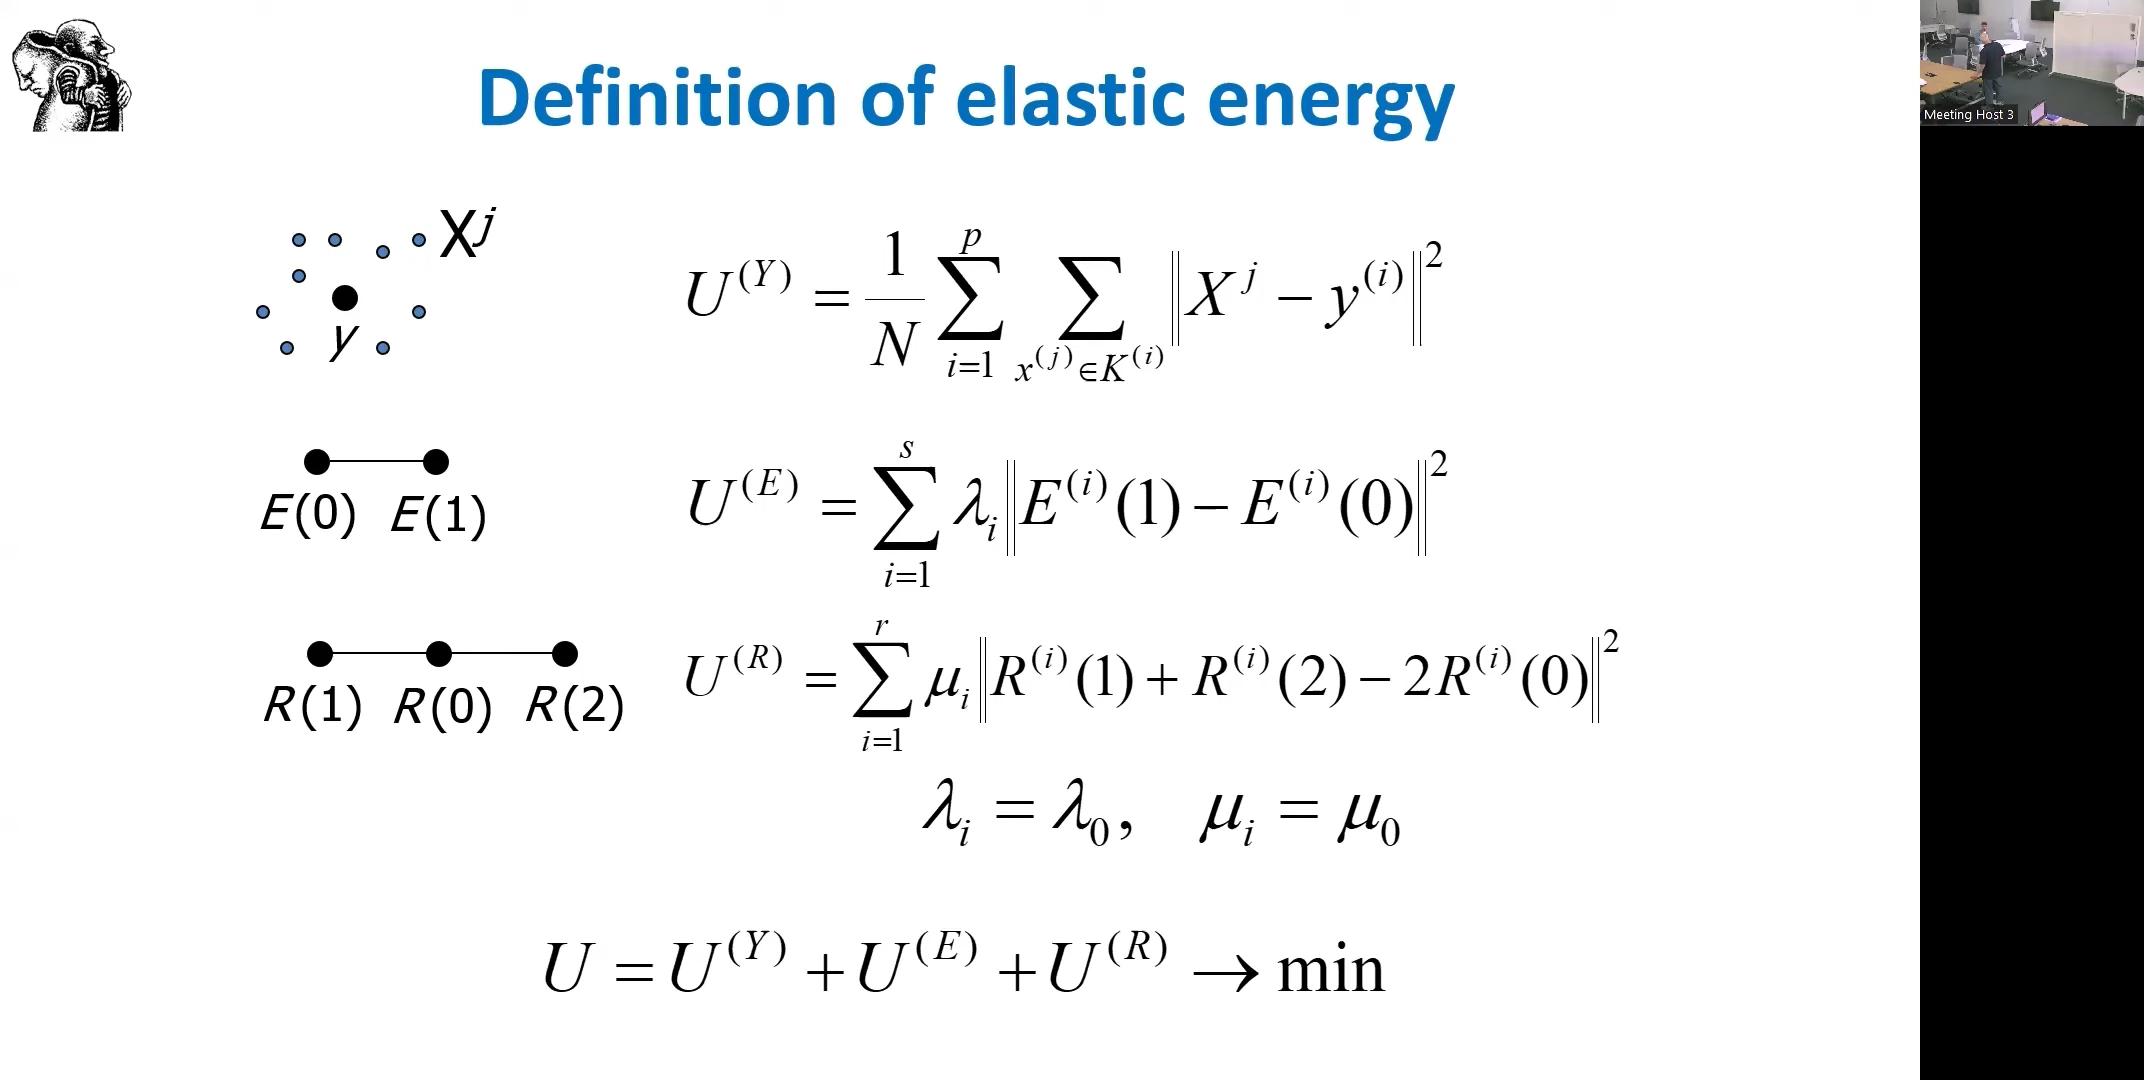 Definition of elastic energy
Meeting Host 3
X^j
y
U^(Y) = 1/N ∑_{i=1}^{p} ∑_{x^(j) ∈ K^(i)} ‖X^j − y^(i)‖^2
E(0) E(1)
U^(E) = ∑_{i=1}^{s} λ_i ‖E^(i)(1) − E^(i)(0)‖^2
R(1) R(0) R(2)
U^(R) = ∑_{i=1}^{r} μ_i ‖R^(i)(1) + R^(i)(2) − 2R^(i)(0)‖^2
λ_i = λ_0, μ_i = μ_0
U = U^(Y) + U^(E) + U^(R) → min